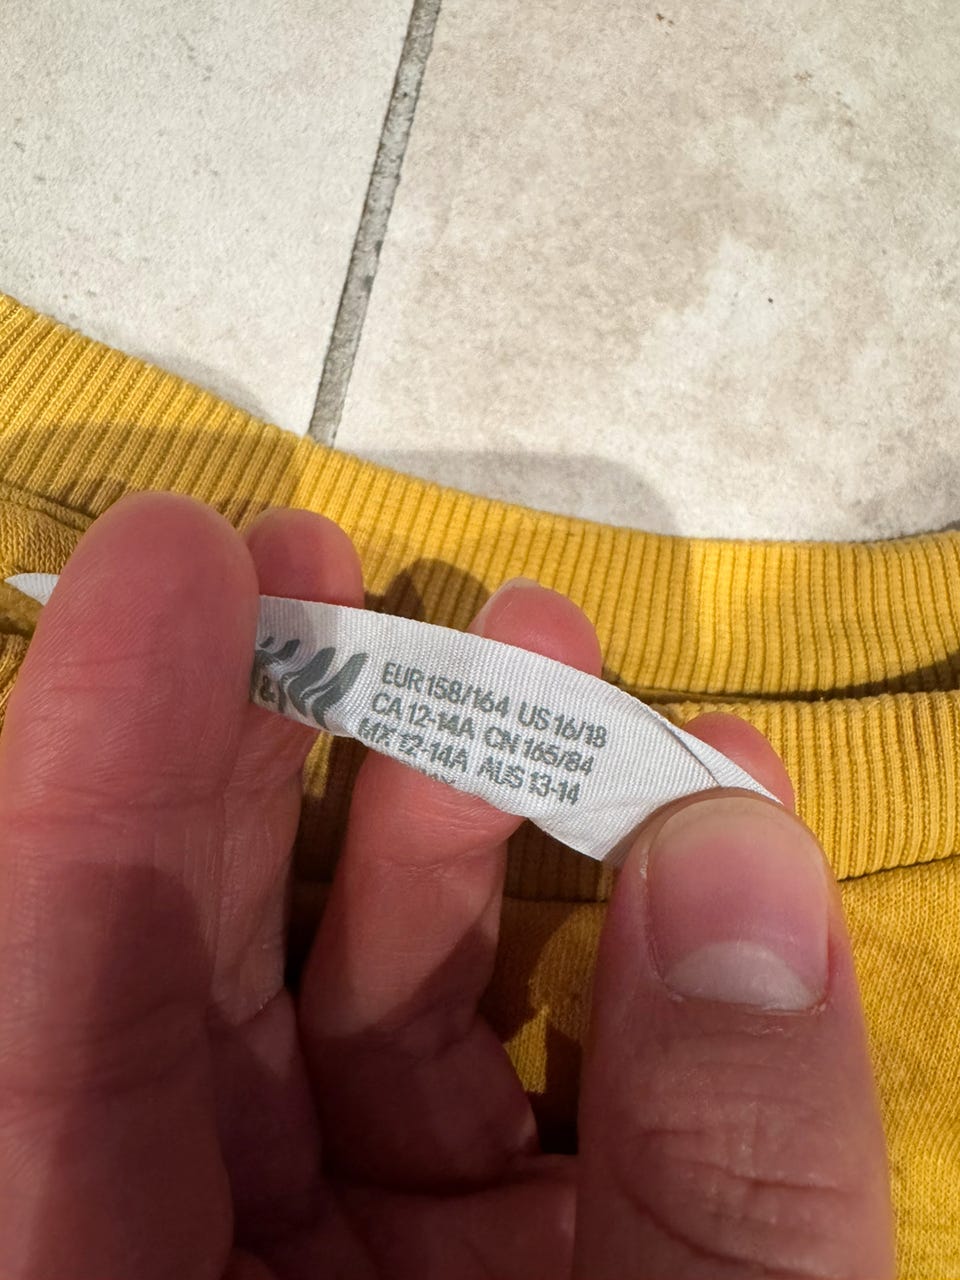 EUR 158/164 US 16/18
CA 12-14A CN 165/84
MX 12-14A AUS 13-14